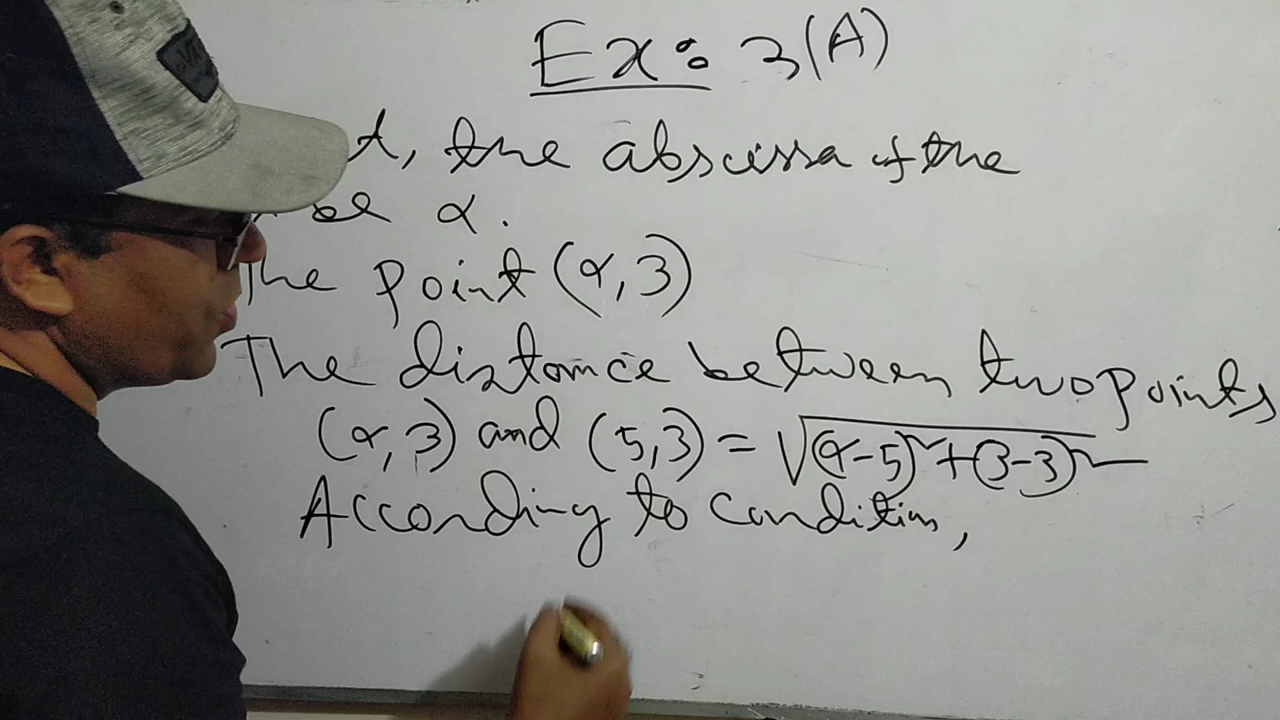 Ex: 3(A)
the abscissa of the
be α.
The point (α,3)
The distance between two points
(α,3) and (5,3) = √(α-5)²+(3-3)²
According to condition,